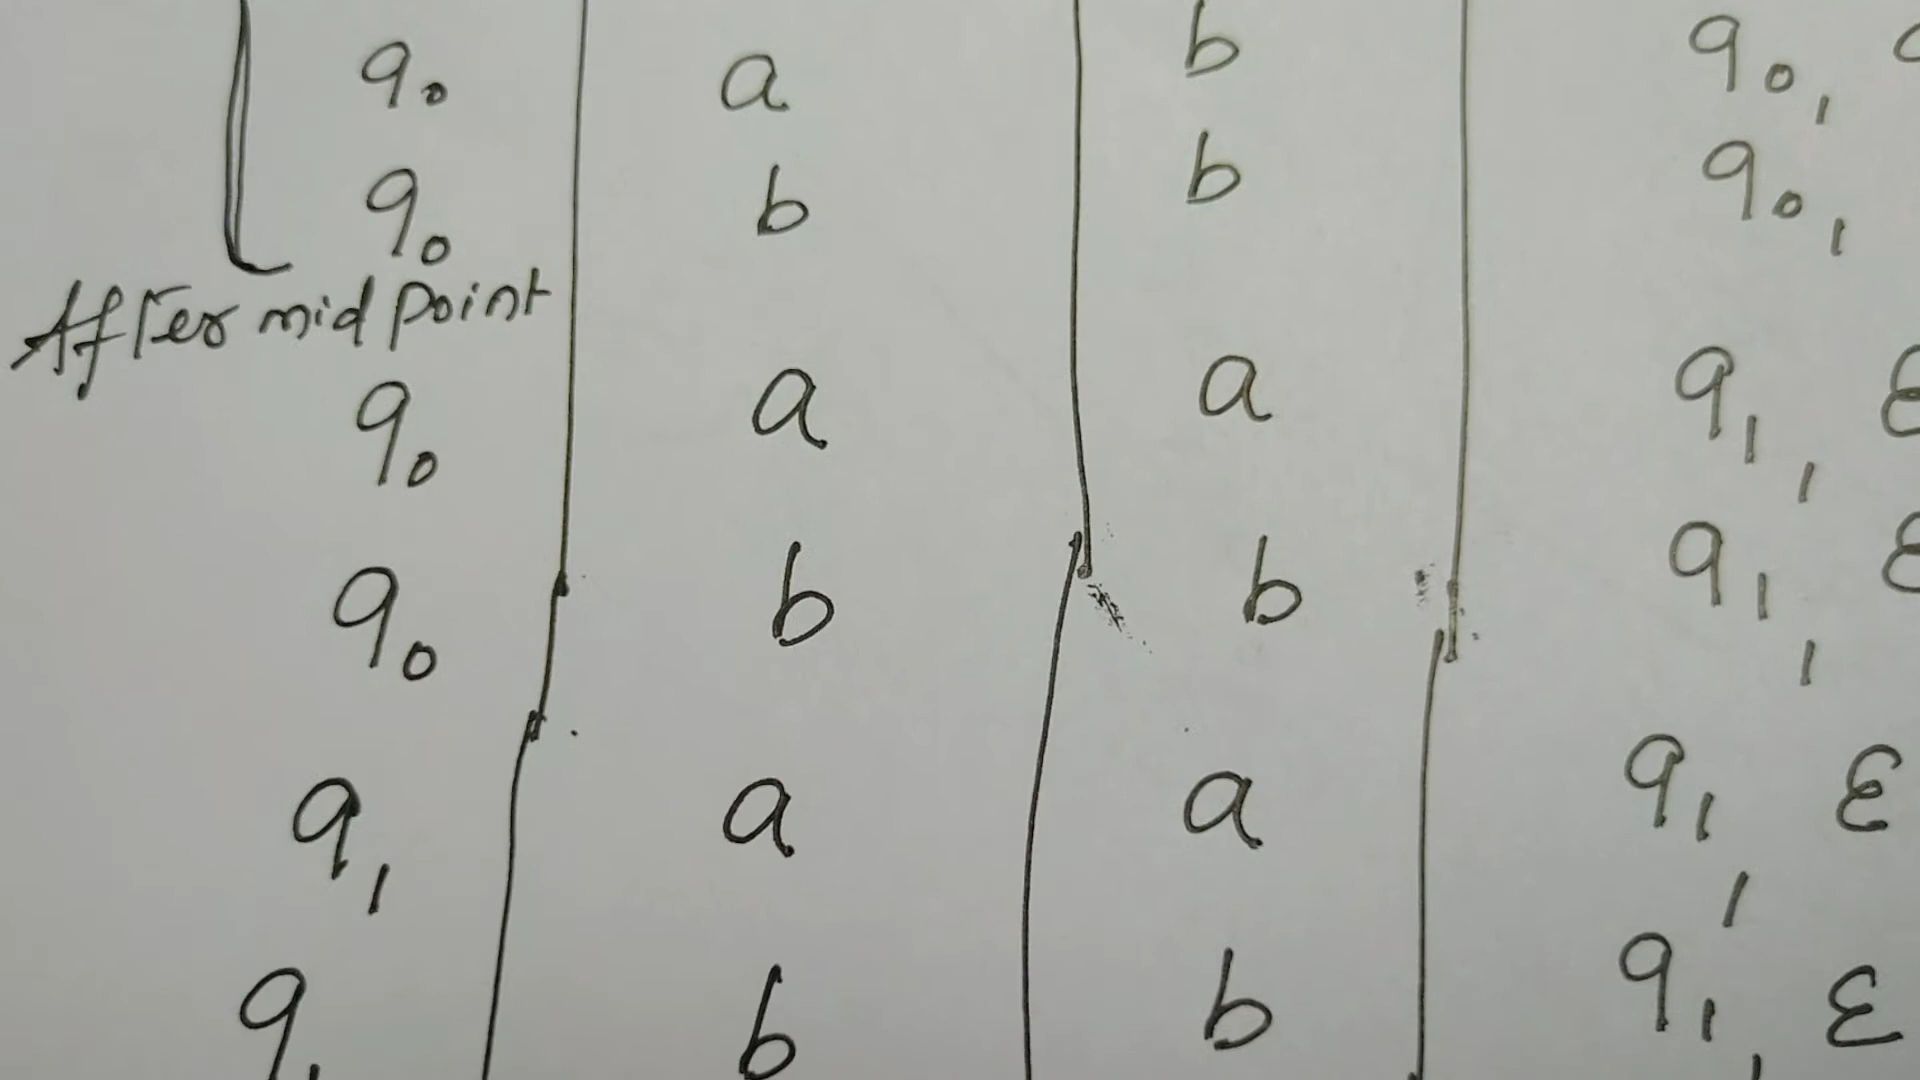 q₀ a b q₀,
q₀ b b q₀,
After mid point
q₀ a a q₁, ε
q₀ b b q₁, ε
q₁ a a q₁, ε
q₁ b b q₁, ε